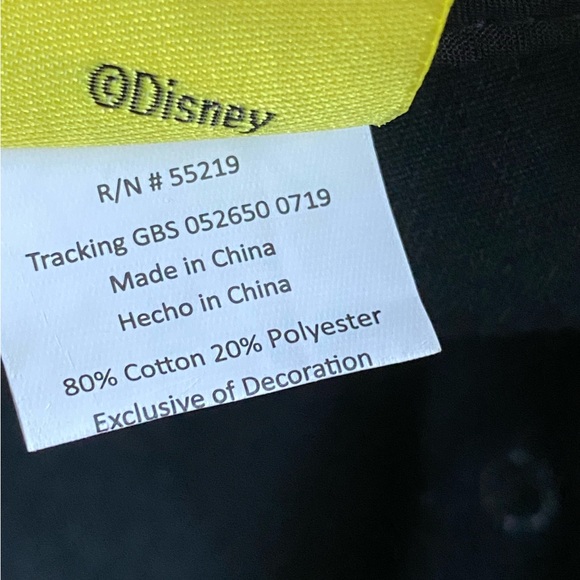 ©Disney
R/N # 55219
Tracking GBS 052650 0719
Made in China
Hecho in China
80% Cotton 20% Polyester
Exclusive of Decoration